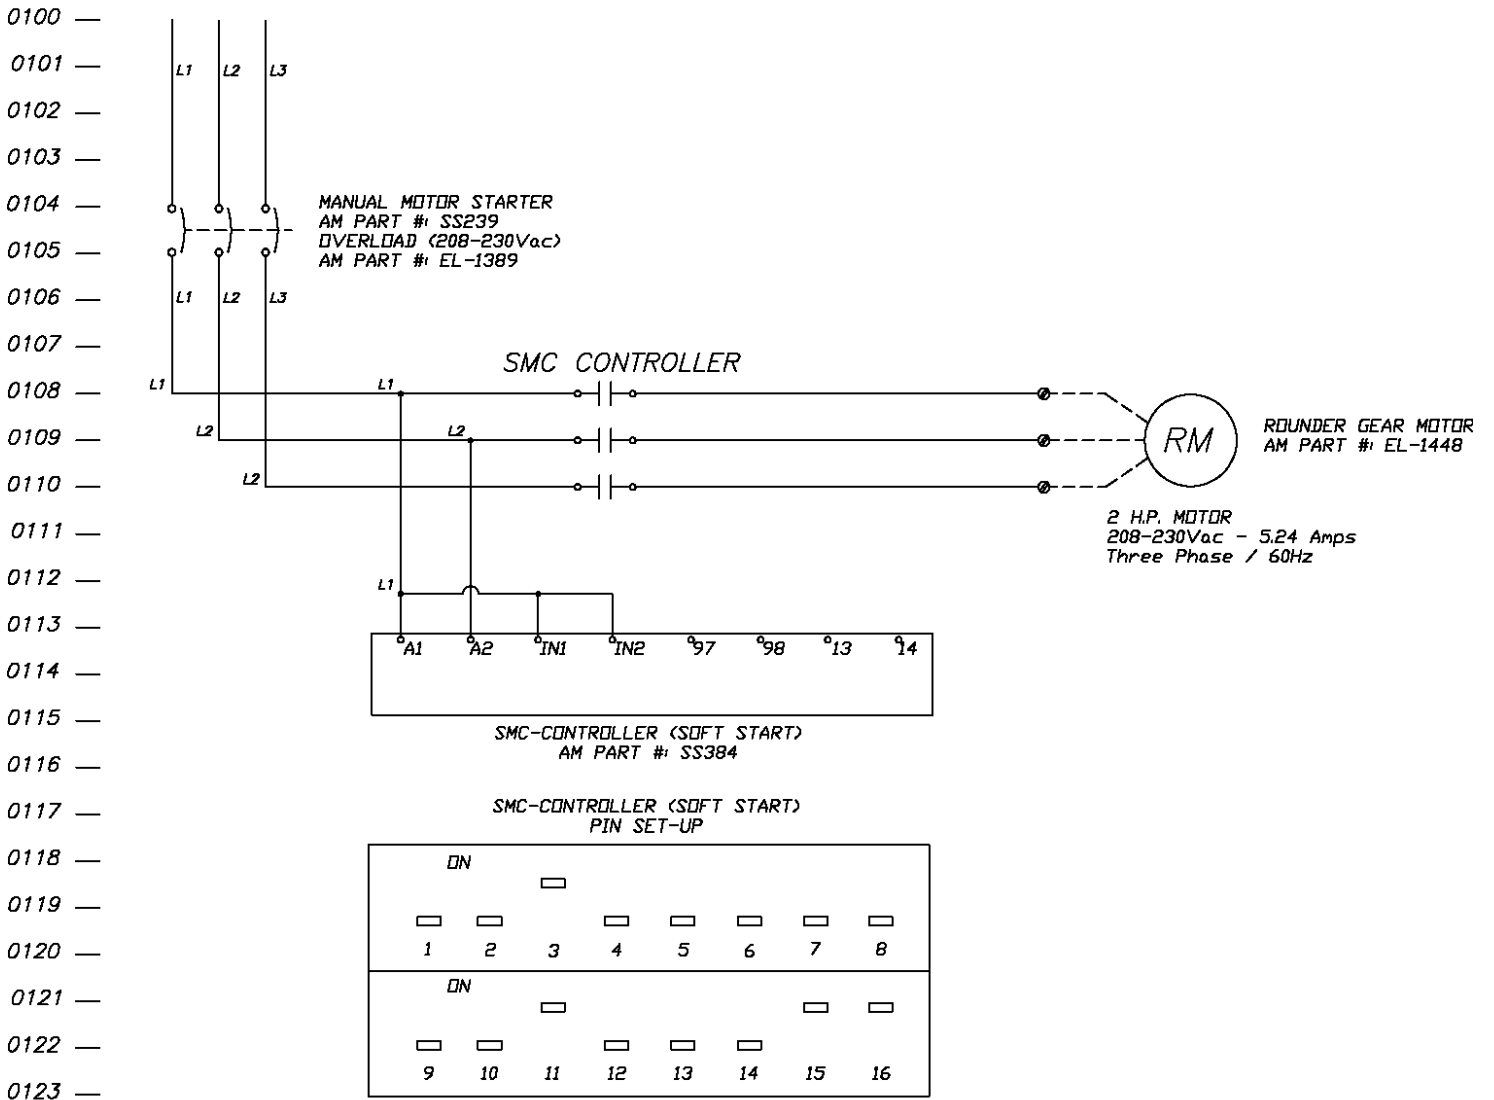 0100
0101
L1 L2 L3
0102
0103
0104
MANUAL MOTOR STARTER
AM PART #: SS239
OVERLOAD (208-230Vac)
AM PART #: EL-1389
0105
0106
L1 L2 L3
0107
SMC CONTROLLER
0108
L1 L1
0109
L2 L2
RM
ROUNDER GEAR MOTOR
AM PART #: EL-1448
0110
L2
2 H.P. MOTOR
208-230Vac - 5.24 Amps
Three Phase / 60Hz
0111
0112
L1
0113
A1 A2 IN1 IN2 97 98 13 14
0114
0115
SMC-CONTROLLER (SOFT START)
AM PART #: SS384
0116
0117
SMC-CONTROLLER (SOFT START)
PIN SET-UP
0118
ON
0119
0120
1 2 3 4 5 6 7 8
0121
ON
0122
9 10 11 12 13 14 15 16
0123